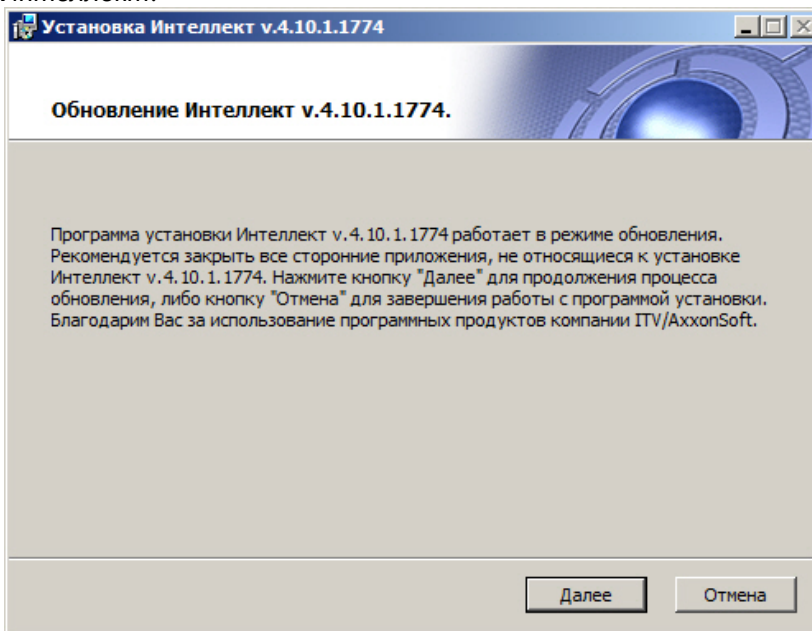 Установка Интеллект v.4.10.1.1774
Обновление Интеллект v.4.10.1.1774.
Программа установки Интеллект v.4.10.1.1774 работает в режиме обновления.
Рекомендуется закрыть все сторонние приложения, не относящиеся к установке
Интеллект v.4.10.1.1774. Нажмите кнопку "Далее" для продолжения процесса
обновления, либо кнопку "Отмена" для завершения работы с программой установки.
Благодарим Вас за использование программных продуктов компании ITV/AxxonSoft.
Далее
Отмена